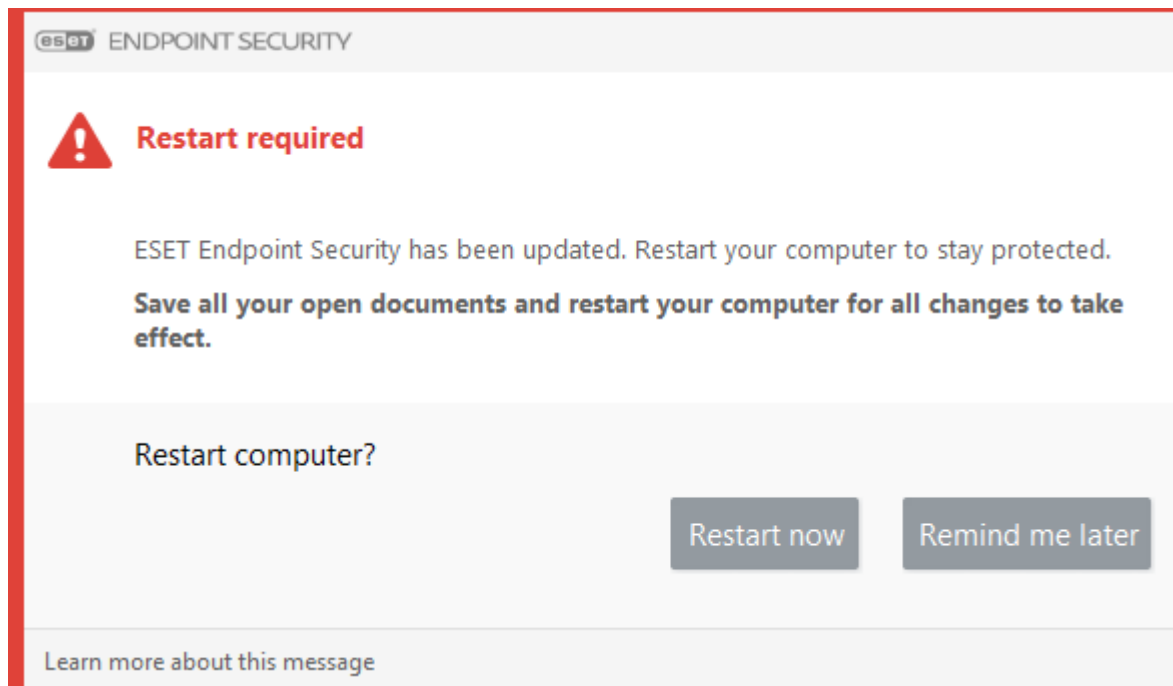 eset ENDPOINT SECURITY
Restart required
ESET Endpoint Security has been updated. Restart your computer to stay protected.
Save all your open documents and restart your computer for all changes to take
effect.
Restart computer?
Restart now
Remind me later
Learn more about this message